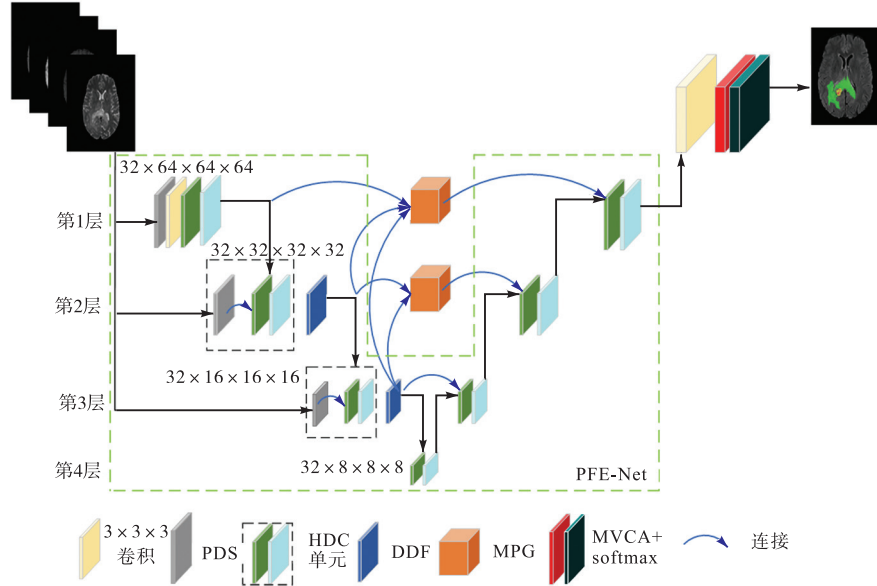 32×64×64×64
第1层
32×32×32×32
第2层
32×16×16×16
第3层
32×8×8×8
第4层
PFE-Net
3×3×3
卷积
PDS
HDC
单元
DDF
MPG
MVCA+
softmax
连接